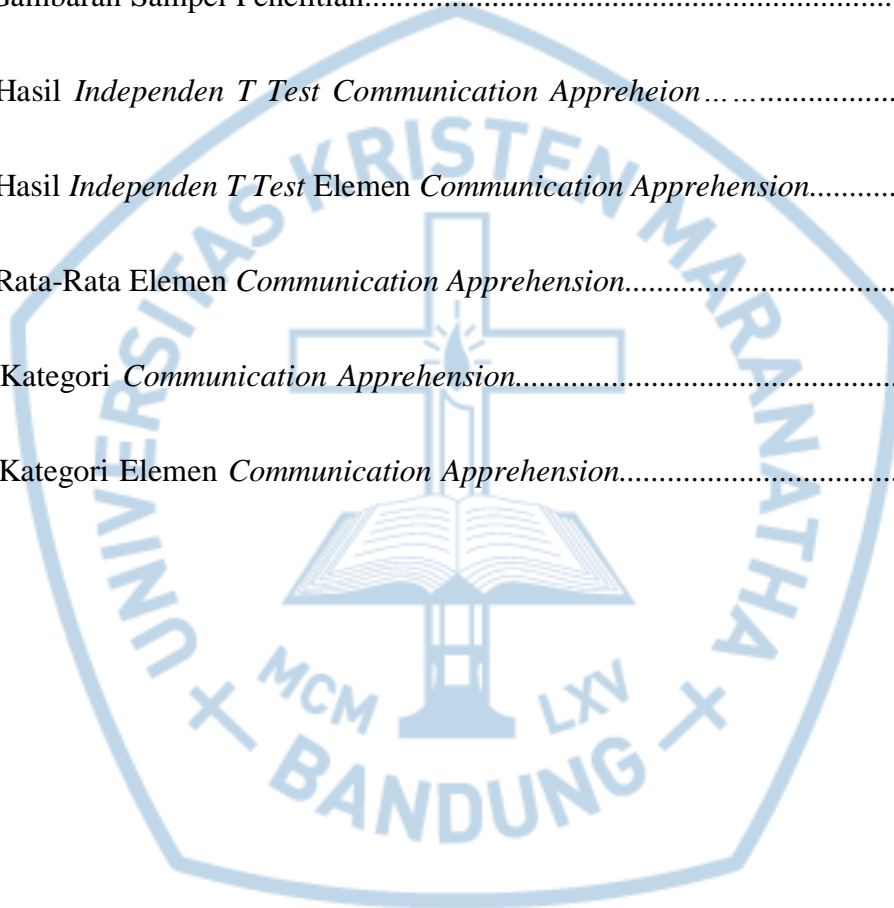 Gambaran Sampel Penelitian..........................................................................
Hasil Independen T Test Communication Appreheion…….................
Hasil Independen T Test Elemen Communication Apprehension...........
Rata-Rata Elemen Communication Apprehension..................................
Kategori Communication Apprehension................................................
Kategori Elemen Communication Apprehension...................................
UNIVERSITAS KRISTEN MARANATHA
MCM LXV
BANDUNG